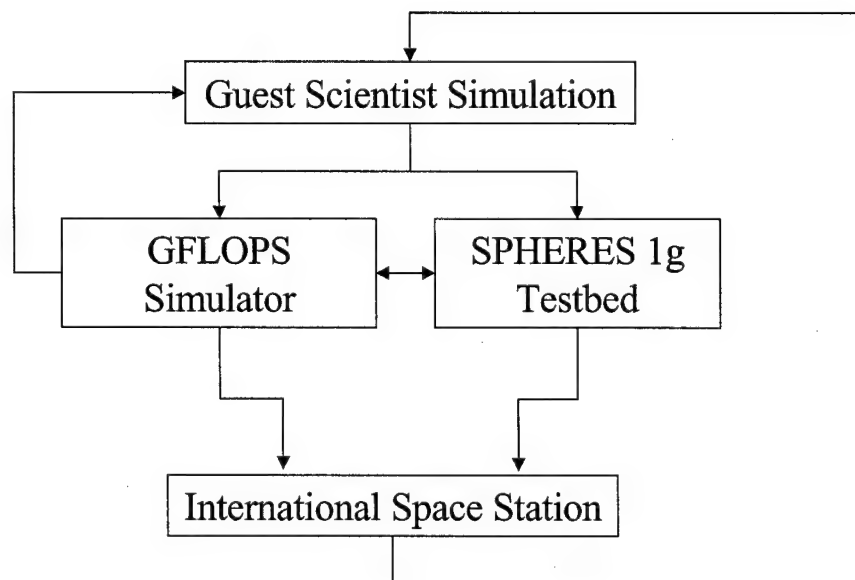 Guest Scientist Simulation
GFLOPS
Simulator
SPHERES 1g
Testbed
International Space Station